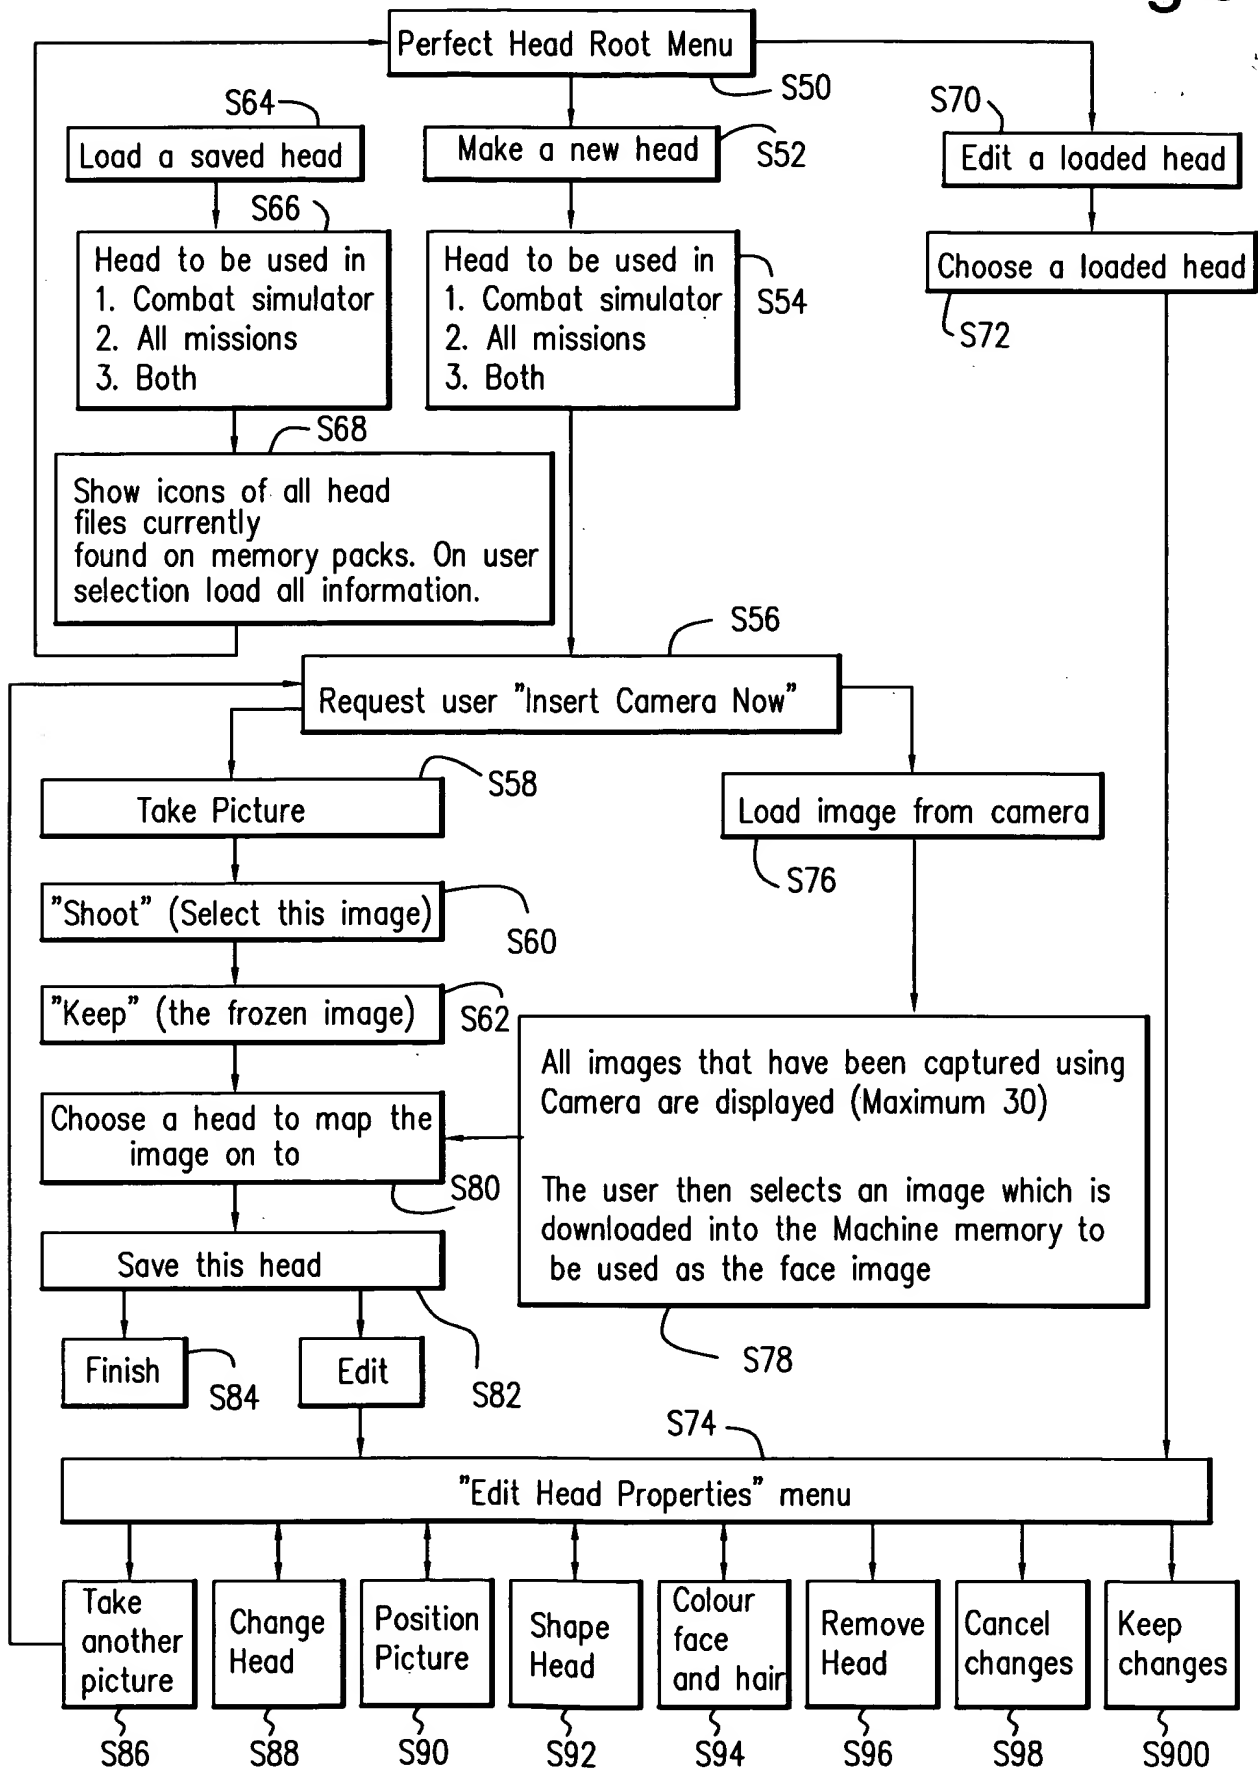 Perfect Head Root Menu
S50
S64
Load a saved head
Make a new head
S52
S70
Edit a loaded head
S66
Head to be used in
1. Combat simulator
2. All missions
3. Both
Head to be used in
1. Combat simulator
2. All missions
3. Both
S54
Choose a loaded head
S72
S68
Show icons of all head
files currently
found on memory packs. On user
selection load all information.
S56
Request user "Insert Camera Now"
S58
Take Picture
Load image from camera
S76
"Shoot" (Select this image)
S60
"Keep" (the frozen image)
S62
All images that have been captured using
Camera are displayed (Maximum 30)
The user then selects an image which is
downloaded into the Machine memory to
be used as the face image
S78
Choose a head to map the
image on to
S80
Save this head
Finish
S84
Edit
S82
S74
"Edit Head Properties" menu
Take
another
picture
Change
Head
Position
Picture
Shape
Head
Colour
face
and hair
Remove
Head
Cancel
changes
Keep
changes
S86
S88
S90
S92
S94
S96
S98
S900